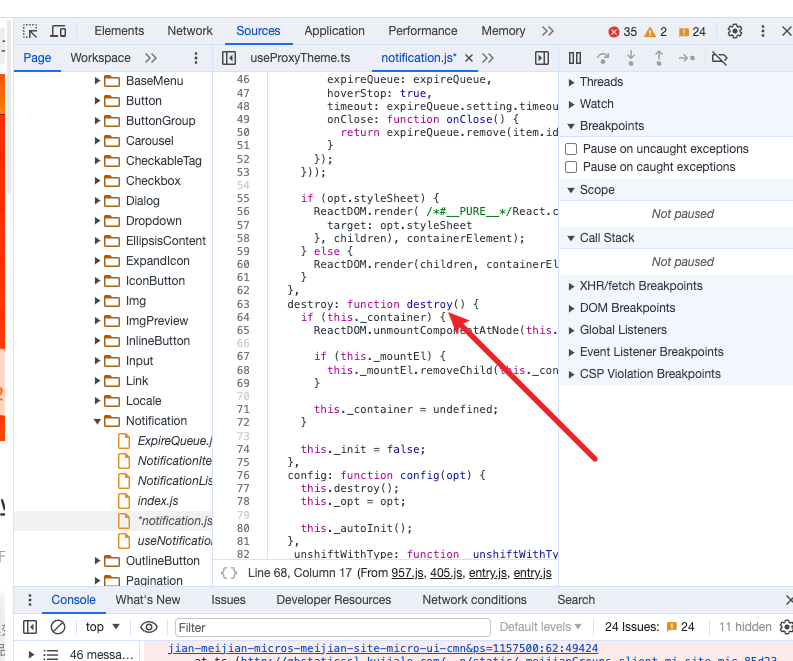 Elements Network Sources Application Performance Memory 35 2 24
Page Workspace useProxyTheme.ts notification.js*
BaseMenu
Button
ButtonGroup
Carousel
CheckableTag
Checkbox
Dialog
Dropdown
EllipsisContent
ExpandIcon
IconButton
Img
ImgPreview
InlineButton
Input
Link
Locale
Notification
ExpireQueue.j
NotificationIte
NotificationLis
index.js
*notification.js
useNotification
OutlineButton
Pagination
46 expireQueue: expireQueue,
47 hoverStop: true,
48 timeout: expireQueue.setting.timeou
49 onClose: function onClose() {
50 return expireQueue.remove(item.id
51 }
52 });
53 }));
54
55 if (opt.styleSheet) {
56 ReactDOM.render( /*#__PURE__*/React.c
57 target: opt.styleSheet
58 }, children), containerElement);
59 } else {
60 ReactDOM.render(children, containerEl
61 }
62 },
63 destroy: function destroy() {
64 if (this._container) {
65 ReactDOM.unmountComponentAtNode(this.
66
67 if (this._mountEl) {
68 this._mountEl.removeChild(this._con
69 }
70
71 this._container = undefined;
72 }
73
74 this._init = false;
75 },
76 config: function config(opt) {
77 this.destroy();
78 this._opt = opt;
79
80 this._autoInit();
81 },
82 _unshiftWithType: function _unshiftWithTy
{ } Line 68, Column 17 (From 957.js, 405.js, entry.js, entry.js
Threads
Watch
Breakpoints
Pause on uncaught exceptions
Pause on caught exceptions
Scope
Not paused
Call Stack
Not paused
XHR/fetch Breakpoints
DOM Breakpoints
Global Listeners
Event Listener Breakpoints
CSP Violation Breakpoints
Console What's New Issues Developer Resources Network conditions Search
top Filter Default levels 24 Issues: 24 11 hidden
46 messa…
jian-meijian-micros-meijian-site-micro-ui-cmn&ps=1157500:62:49424